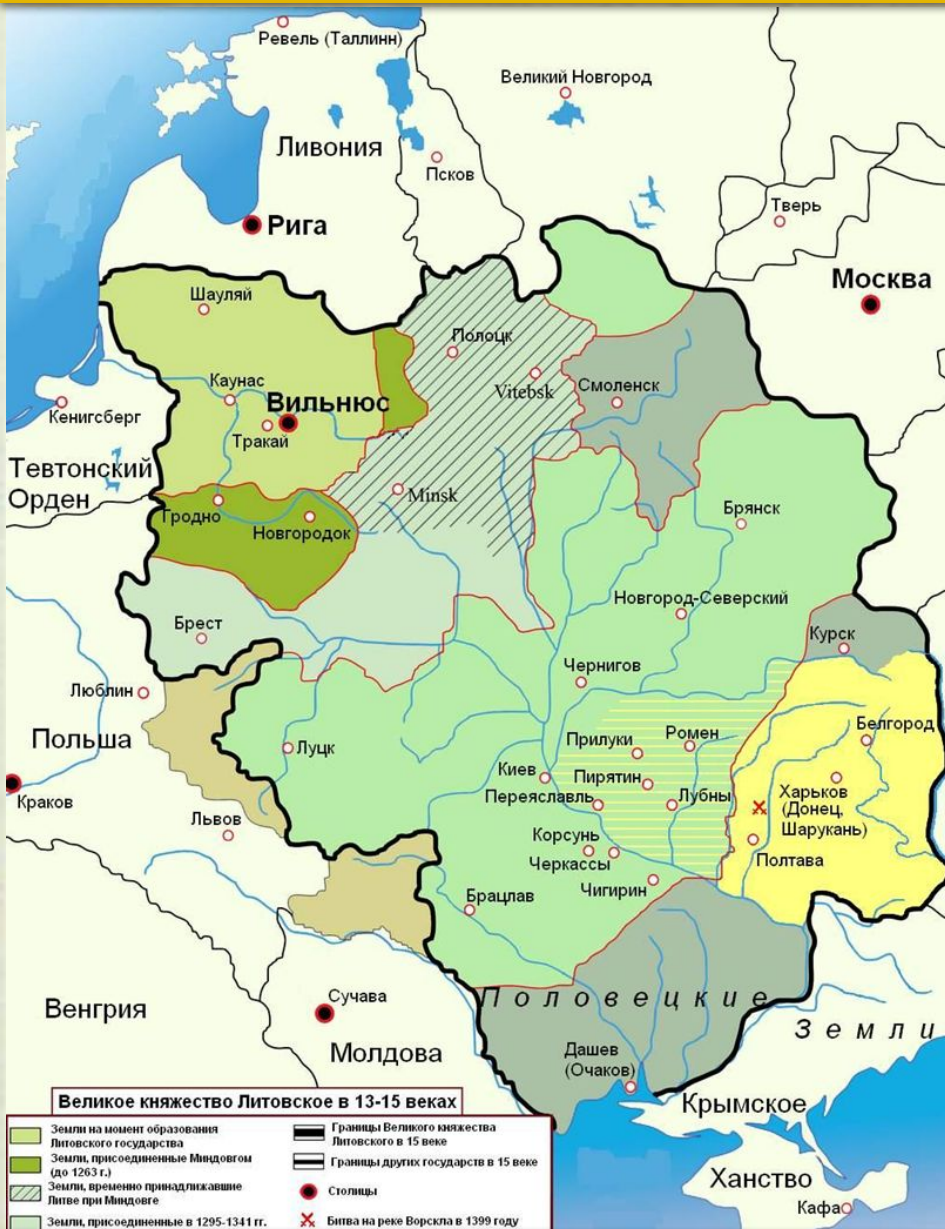 Ревель (Таллинн)
Великий Новгород
Ливония
Псков
Рига
Тверь
Москва
Шауляй
Полоцк
Каунас
Vitebsk
Смоленск
Вильнюс
Кенигсберг
Тракай
Тевтонский
Орден
Minsk
Гродно
Новгородок
Брянск
Новгород-Северский
Брест
Курск
Чернигов
Люблин
Польша
Луцк
Прилуки
Ромен
Белгород
Киев
Пирятин
Краков
Переяславль
Лубны
Харьков
(Донец,
Шарукань)
Львов
Корсунь
Черкассы
Полтава
Чигирин
Брацлав
Половецкие
Земли
Венгрия
Сучава
Молдова
Дашев
(Очаков)
Крымское
Ханство
Кафа
Великое княжество Литовское в 13-15 веках
Земли на момент образования
Литовского государства
Земли, присоединенные Миндовгом
(до 1263 г.)
Земли, временно принадлижавшие
Литве при Миндовге
Земли, присоединенные в 1295-1341 гг.
Границы Великого княжества
Литовского в 15 веке
Границы других государств в 15 веке
Столицы
Битва на реке Ворскла в 1399 году